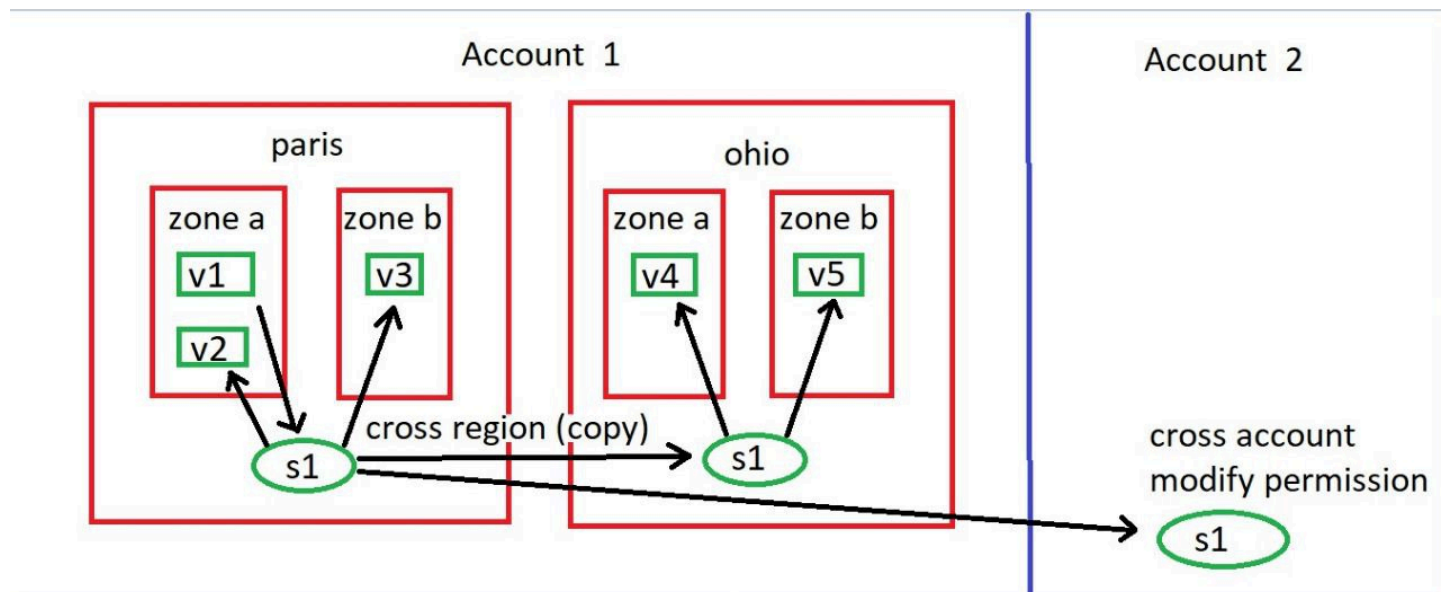 Account 1
Account 2
paris
ohio
zone a
zone b
zone a
zone b
v1
v3
v4
v5
v2
cross region (copy)
s1
s1
cross account
modify permission
s1